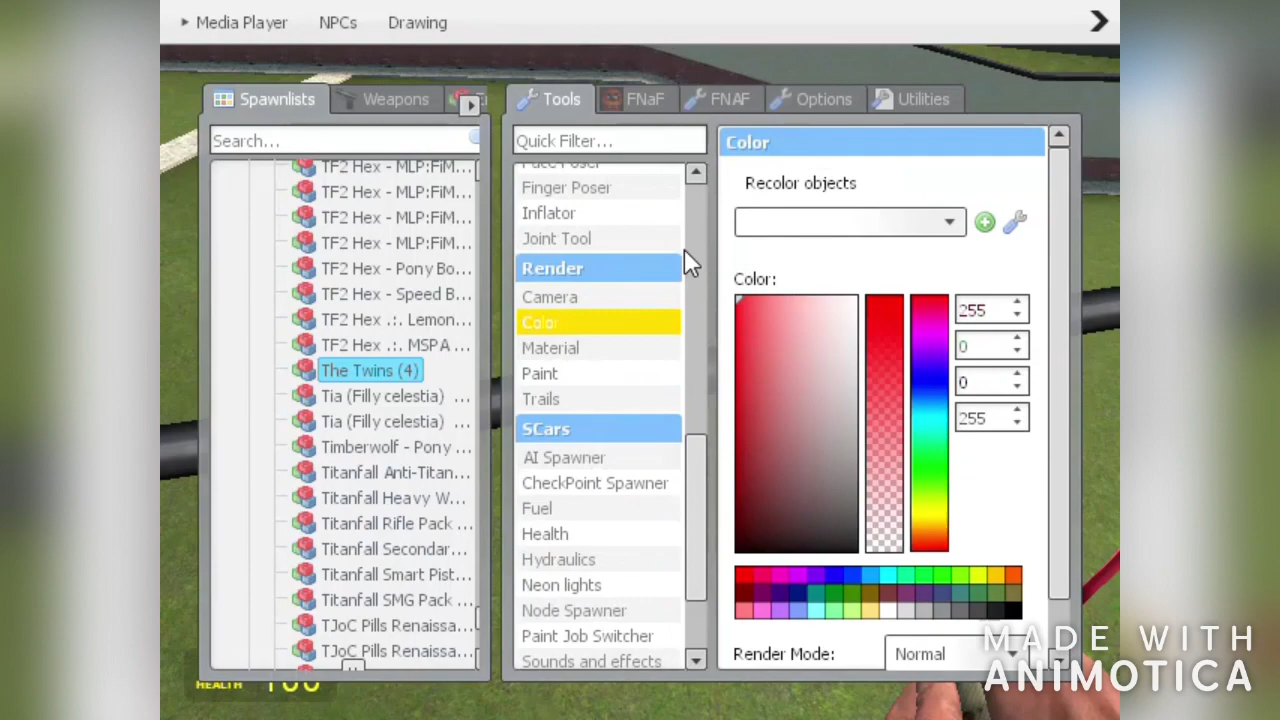 Media Player NPCs Drawing
Spawnlists Weapons
Tools FNaF FNAF Options Utilities
Search...
TF2 Hex - MLP:FiM...
TF2 Hex - MLP:FiM...
TF2 Hex - MLP:FiM...
TF2 Hex - MLP:FiM...
TF2 Hex - Pony Bo...
TF2 Hex - Speed B...
TF2 Hex .:. Lemon...
TF2 Hex .:. MSPA ...
The Twins (4)
Tia (Filly celestia) ...
Tia (Filly celestia) ...
Timberwolf - Pony ...
Titanfall Anti-Titan...
Titanfall Heavy W...
Titanfall Rifle Pack ...
Titanfall Secondar...
Titanfall Smart Pist...
Titanfall SMG Pack ...
TJoC Pills Renaissa...
TJoC Pills Renaissa...
Quick Filter...
Face Poser
Finger Poser
Inflator
Joint Tool
Render
Camera
Color
Material
Paint
Trails
SCars
AI Spawner
CheckPoint Spawner
Fuel
Health
Hydraulics
Neon lights
Node Spawner
Paint Job Switcher
Sounds and effects
Color
Recolor objects
Color:
255
0
0
255
Render Mode: Normal
HEALTH 100
MADE WITH
ANIMOTICA